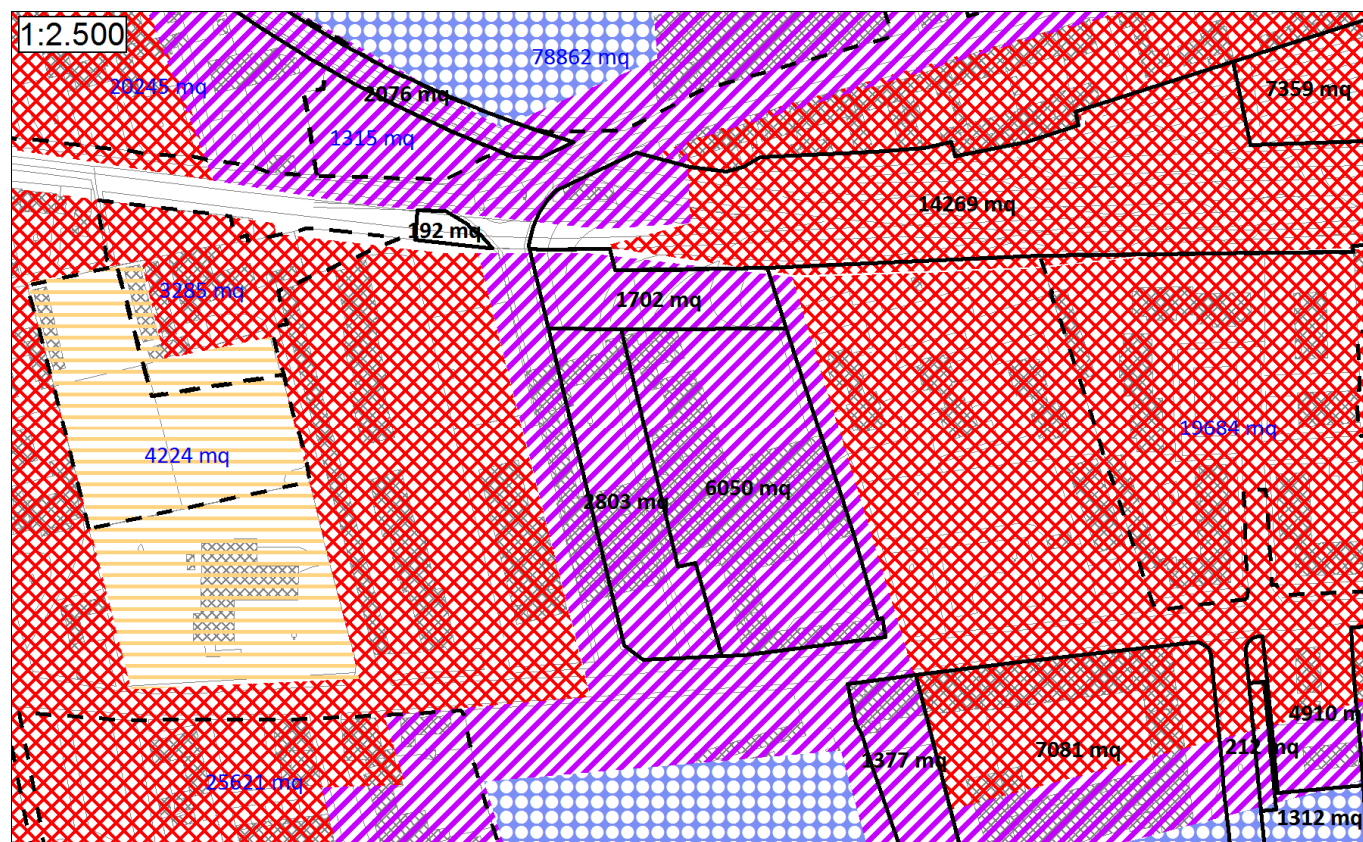 1:2.500
78862 mq
20245 mq
2076 mq
7359 mq
1315 mq
14269 mq
192 mq
3285 mq
1702 mq
19684 mq
4224 mq
6050 mq
2803 mq
4910 m
212 mq
7081 mq
1377 mq
25621 mq
1312 mq